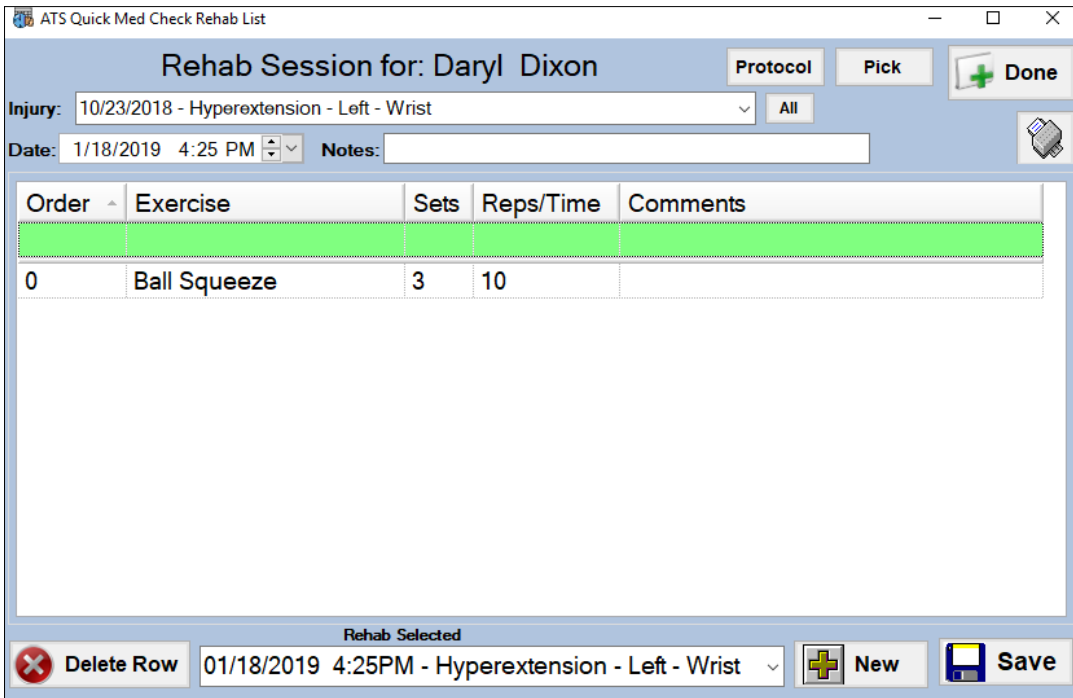 ATS Quick Med Check Rehab List
Rehab Session for: Daryl Dixon
Protocol
Pick
Done
Injury: 10/23/2018 - Hyperextension - Left - Wrist
All
Date: 1/18/2019 4:25 PM
Notes:
Order Exercise Sets Reps/Time Comments
0 Ball Squeeze 3 10
Rehab Selected
Delete Row
01/18/2019 4:25PM - Hyperextension - Left - Wrist
New
Save